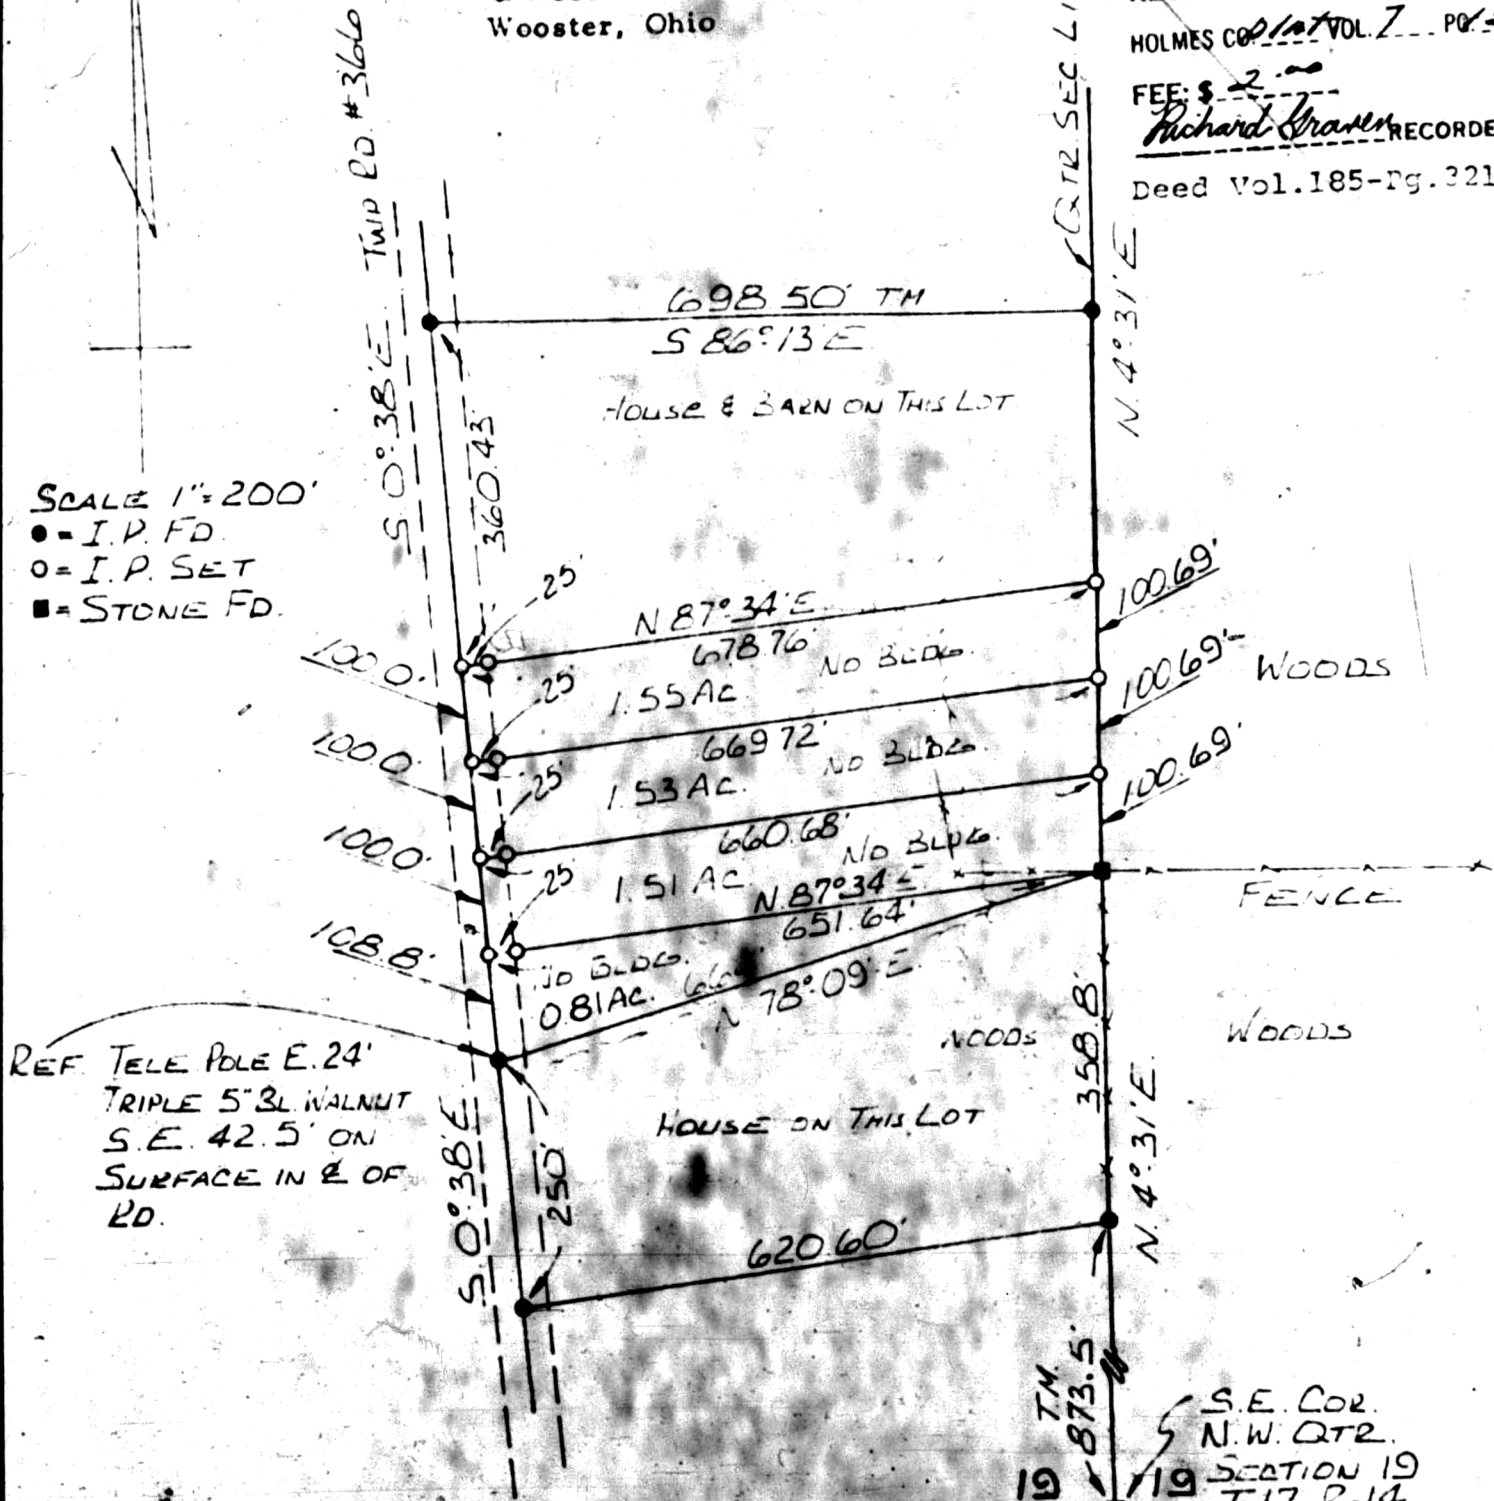 Wooster, Ohio
HOLMES CO. Plat VOL. 7 PG.
FEE: $ 2.00
Richard Graven RECORDE
Deed Vol.185-Pg.321
TWP RD. #366
QTR. SEC. LI
N. 4° 31' E.
698.50' TM
S 86° 13' E
HOUSE & BARN ON THIS LOT
S. 0° 38' E.
360.43'
SCALE 1"=200'
● = I.P. FD.
○ = I.P. SET
■ = STONE FD.
25'
N 87° 34' E.
678.76'
NO BLDG.
100.69'
100.0'
25'
1.55 AC.
669.72'
100.69'
WOODS
100.0'
25'
1.53 AC.
NO BLDG.
660.68'
100.69'
100.0'
25'
1.51 AC.
NO BLDG.
N. 87° 34' E.
651.64'
FENCE
108.8'
NO BLDG.
0.81 AC.
N 78° 09' E.
WOODS
358.8'
WOODS
REF. TELE POLE E. 24'
TRIPLE 5" BL. WALNUT
S.E. 42.5' ON
SURFACE IN ℄ OF
RD.
S. 0° 38' E.
250'
HOUSE ON THIS LOT
N. 4° 31' E.
620.60'
T.M.
873.5'
S.E. COR.
N.W. QTR.
SECTION 19
19 19
T.17 R.14